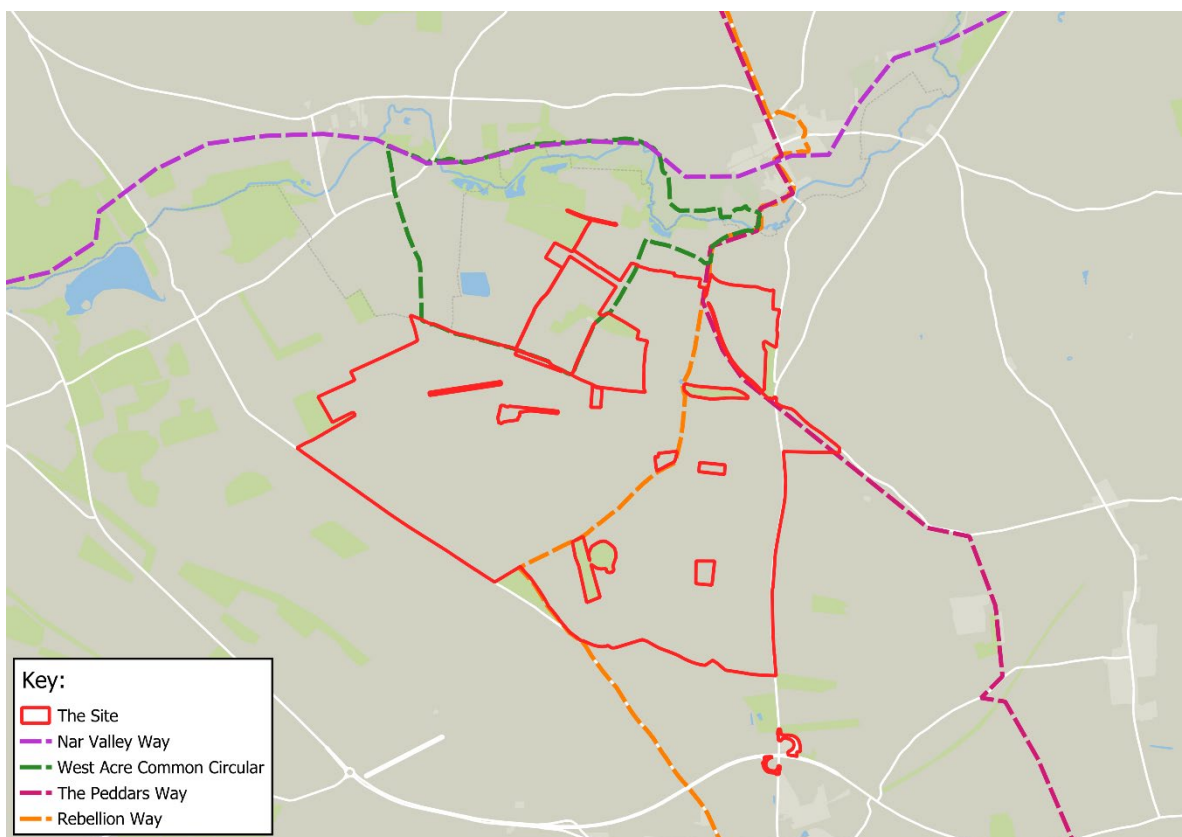 Key:
The Site
Nar Valley Way
West Acre Common Circular
The Peddars Way
Rebellion Way